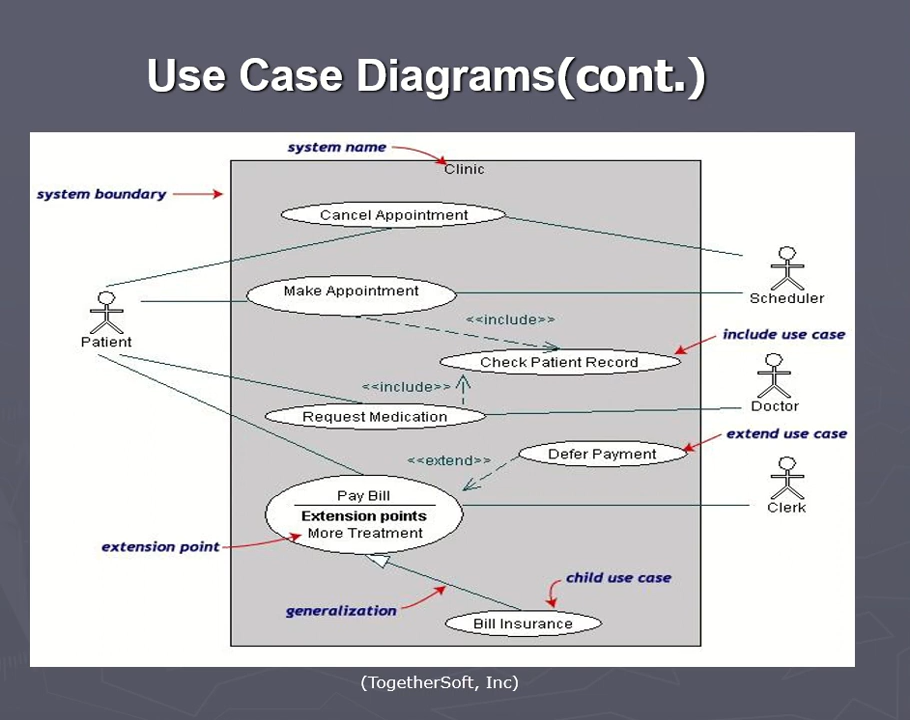 Use Case Diagrams(cont.)
system name
Clinic
system boundary
Cancel Appointment
Make Appointment
Scheduler
<<include>>
Patient
include use case
Check Patient Record
<<include>>
Doctor
Request Medication
extend use case
Defer Payment
<<extend>>
Pay Bill
Extension points
More Treatment
Clerk
extension point
child use case
generalization
Bill Insurance
(TogetherSoft, Inc)